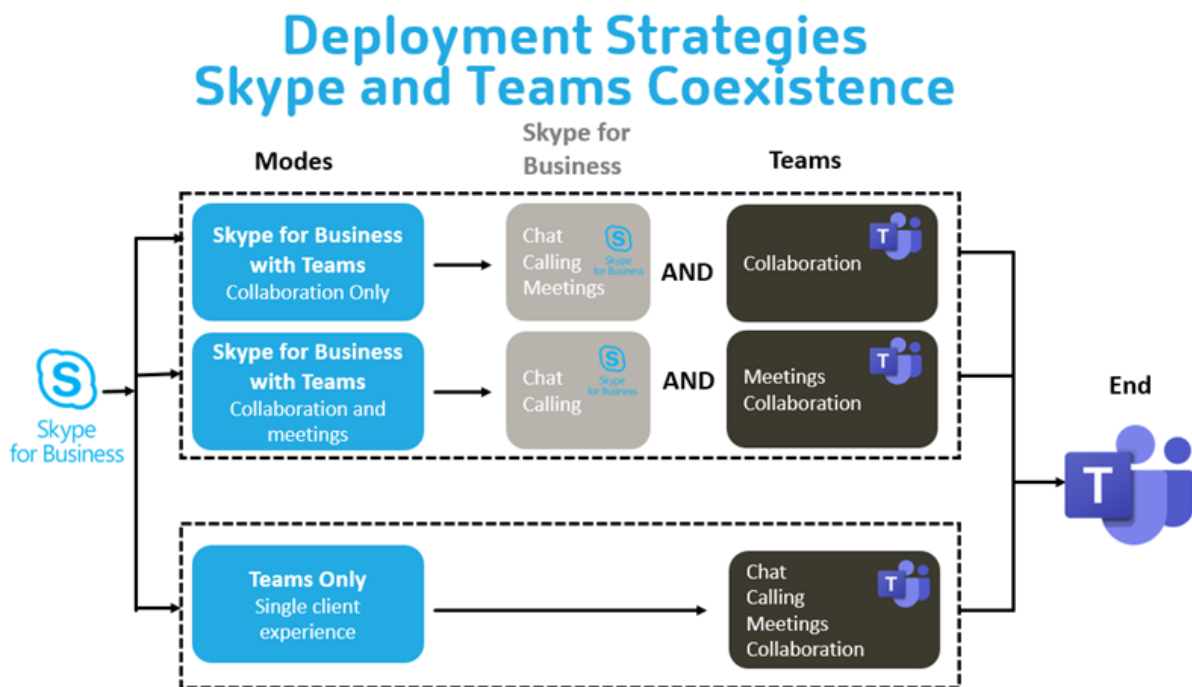 Deployment Strategies
Skype and Teams Coexistence
Modes
Skype for
Business
Teams
Skype for Business
with Teams
Collaboration Only
Chat
Calling
Meetings
S
Skype
for Business
AND
Collaboration
T
Skype for Business
with Teams
Collaboration and
meetings
Chat
Calling
S
Skype
for Business
AND
Meetings
Collaboration
T
S
Skype
for Business
End
T
Teams Only
Single client
experience
Chat
Calling
Meetings
Collaboration
T